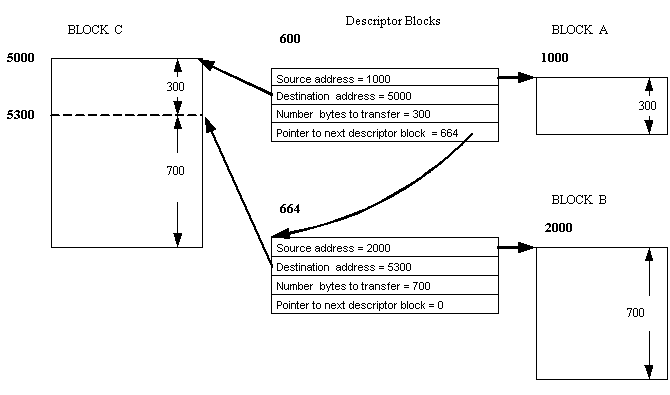 Descriptor Blocks
BLOCK C
BLOCK A
600
5000
1000
Source address = 1000
Destination address = 5000
300
Number bytes to transfer = 300
300
5300
Pointer to next descriptor block = 664
700
BLOCK B
664
2000
Source address = 2000
Destination address = 5300
Number bytes to transfer = 700
Pointer to next descriptor block = 0
700